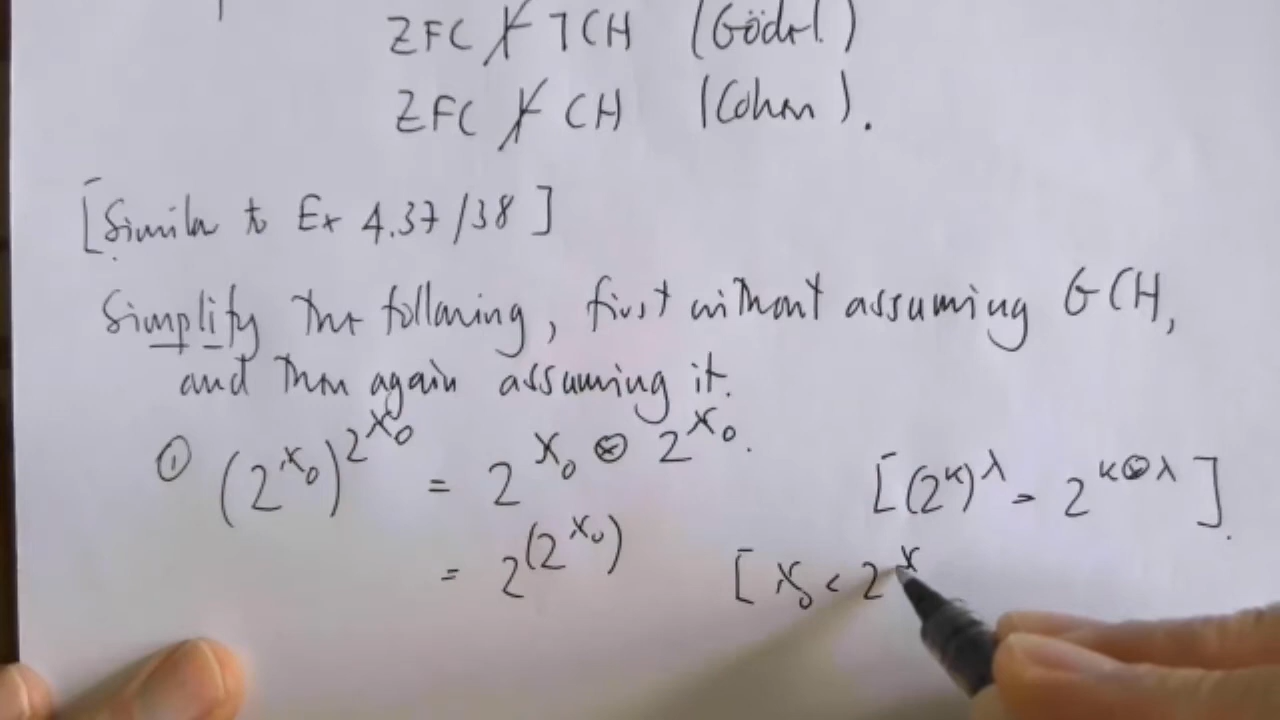 ZFC ⊬ ¬CH (Gödel)
ZFC ⊬ CH (Cohen).
[Similar to Ex 4.37/38]
Simplify the following, first without assuming GCH,
and then again assuming it.
① (2^ℵ₀)^2^ℵ₀ = 2^ℵ₀ ⊗ 2^ℵ₀. [(2^κ)^λ = 2^κ⊗λ].
= 2^(2^ℵ₀) [ℵ₀ < 2^ℵ